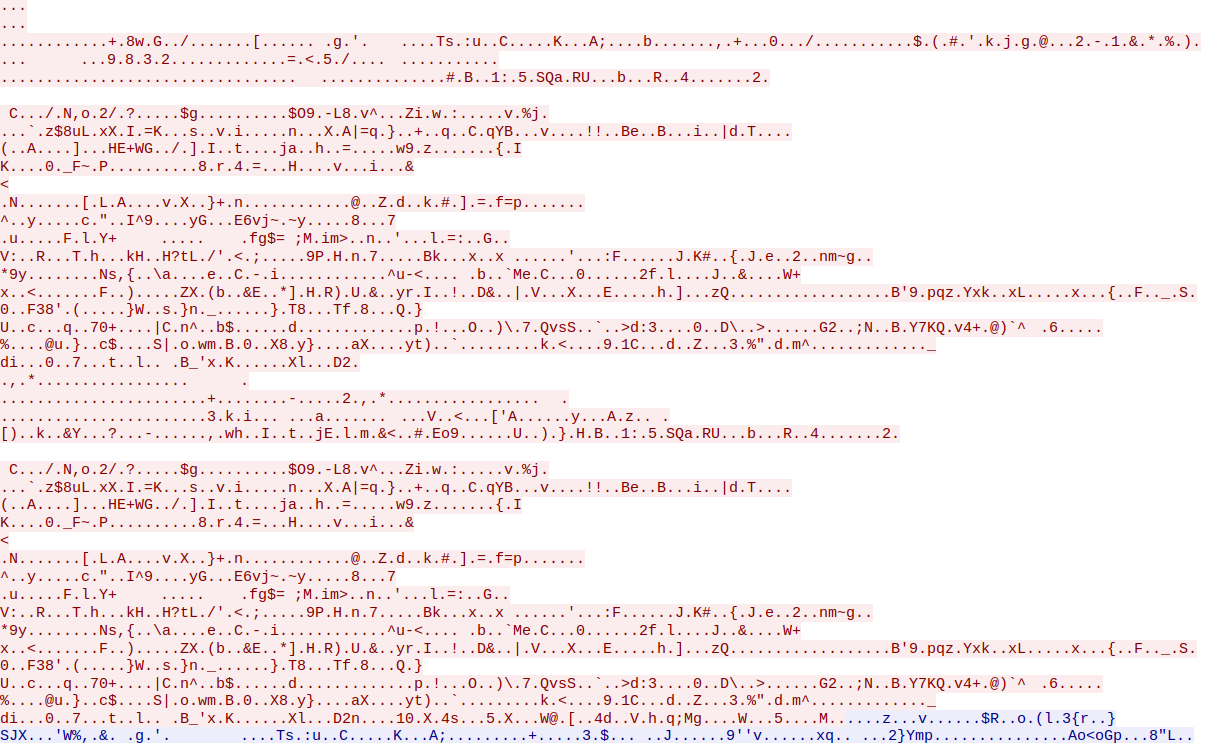 ...
...
............+.8w.G../.......[...... .g.'.    ....Ts.:u..C.....K...A;....b.......,.+...0.../...........$.(.#.'.k.j.g.@...2.-.1.&.*.%.).
...      ...9.8.3.2.............=.<.5./.... ...........
.................................   ..............#.B..1:.5.SQa.RU...b...R..4.......2.
 C.../.N,o.2/.?.....$g..........$O9.-L8.v^...Zi.w.:.....v.%j.
...`.z$8uL.xX.I.=K...s..v.i.....n...X.A|=q.}..+..q..C.qYB...v....!!..Be..B...i..|d.T....
(..A....]...HE+WG../.].I..t....ja..h..=.....w9.z.......{.I
K....0._F~.P..........8.r.4.=...H....v...i...&
<
.N.......[.L.A....v.X..}+.n............@..Z.d..k.#.].=.f=p.......
^..y.....c."..I^9....yG...E6vj~.~y.....8...7
.u.....F.l.Y+     .....    .fg$= ;M.im>..n..'...l.=:..G..
V:..R...T.h...kH..H?tL./'.<.;.....9P.H.n.7.....Bk...x..x ......'...:F......J.K#..{.J.e..2..nm~g..
*9y........Ns,{..\a....e..C.-.i............^u-<.... .b..`Me.C...0......2f.l....J..&....W+
x..<.......F..).....ZX.(b..&E..*].H.R).U.&..yr.I..!..D&..|.V...X...E.....h.]...zQ..................B'9.pqz.Yxk..xL.....x...{..F.._.S.
0..F38'.(.....}W..s.}n._......}.T8...Tf.8...Q.}
U..c...q..70+....|C.n^..b$......d.............p.!...O..)\.7.QvsS..`..>d:3....0..D\..>......G2..;N..B.Y7KQ.v4+.@)`^ .6.....
%....@u.}..c$....S|.o.wm.B.0..X8.y}....aX....yt)..`.........k.<....9.1C...d..Z...3.%".d.m^............._
di...0..7...t..l.. .B_'x.K......Xl...D2.
.,.*.................      .
.......................+........-.....2.,.*.................  .
.......................3.k.i... ...a.......  ...V..<...['A......y...A.z.. .
[)..k..&Y...?...-......,.wh..I..t..jE.l.m.&<..#.Eo9......U..).}.H.B..1:.5.SQa.RU...b...R..4.......2.
 C.../.N,o.2/.?.....$g..........$O9.-L8.v^...Zi.w.:.....v.%j.
...`.z$8uL.xX.I.=K...s..v.i.....n...X.A|=q.}..+..q..C.qYB...v....!!..Be..B...i..|d.T....
(..A....]...HE+WG../.].I..t....ja..h..=.....w9.z.......{.I
K....0._F~.P..........8.r.4.=...H....v...i...&
<
.N.......[.L.A....v.X..}+.n............@..Z.d..k.#.].=.f=p.......
^..y.....c."..I^9....yG...E6vj~.~y.....8...7
.u.....F.l.Y+     .....    .fg$= ;M.im>..n..'...l.=:..G..
V:..R...T.h...kH..H?tL./'.<.;.....9P.H.n.7.....Bk...x..x ......'...:F......J.K#..{.J.e..2..nm~g..
*9y........Ns,{..\a....e..C.-.i............^u-<.... .b..`Me.C...0......2f.l....J..&....W+
x..<.......F..).....ZX.(b..&E..*].H.R).U.&..yr.I..!..D&..|.V...X...E.....h.]...zQ..................B'9.pqz.Yxk..xL.....x...{..F.._.S.
0..F38'.(.....}W..s.}n._......}.T8...Tf.8...Q.}
U..c...q..70+....|C.n^..b$......d.............p.!...O..)\.7.QvsS..`..>d:3....0..D\..>......G2..;N..B.Y7KQ.v4+.@)`^ .6.....
%....@u.}..c$....S|.o.wm.B.0..X8.y}....aX....yt)..`.........k.<....9.1C...d..Z...3.%".d.m^............._
di...0..7...t..l.. .B_'x.K......Xl...D2n....10.X.4s...5.X...W@.[..4d..V.h.q;Mg....W...5....M......z...v......$R..o.(l.3{r..}
SJX...'W%,.&. .g.'.        ....Ts.:u..C.....K...A;.........+.....3.$... ..J......9''v......xq.. ...2}Ymp...............Ao<oGp...8"L..